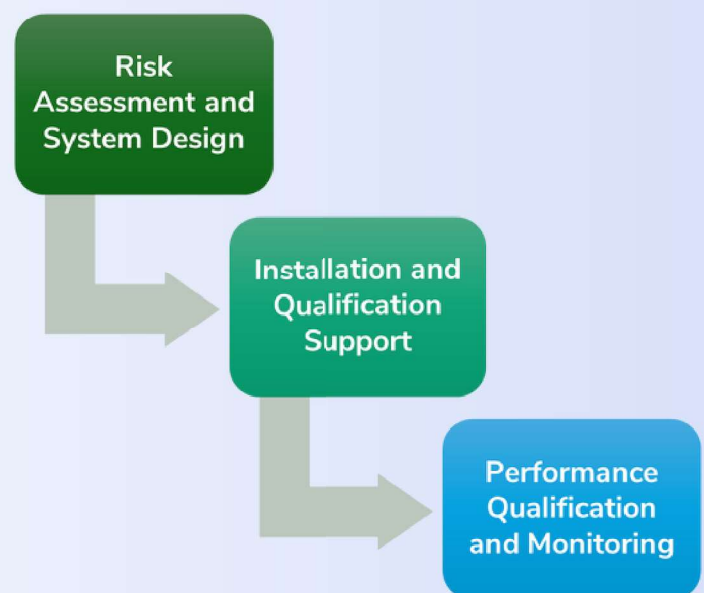 Risk
Assessment and
System Design
Installation and
Qualification
Support
Performance
Qualification
and Monitoring